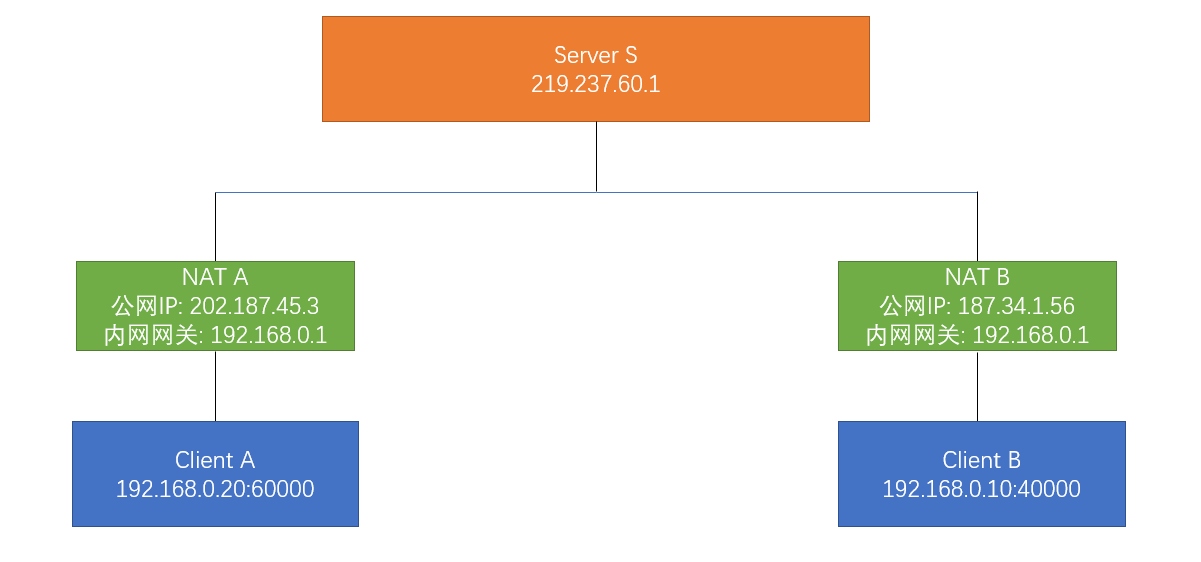 Server S
219.237.60.1
NAT A
公网IP: 202.187.45.3
内网网关: 192.168.0.1
NAT B
公网IP: 187.34.1.56
内网网关: 192.168.0.1
Client A
192.168.0.20:60000
Client B
192.168.0.10:40000